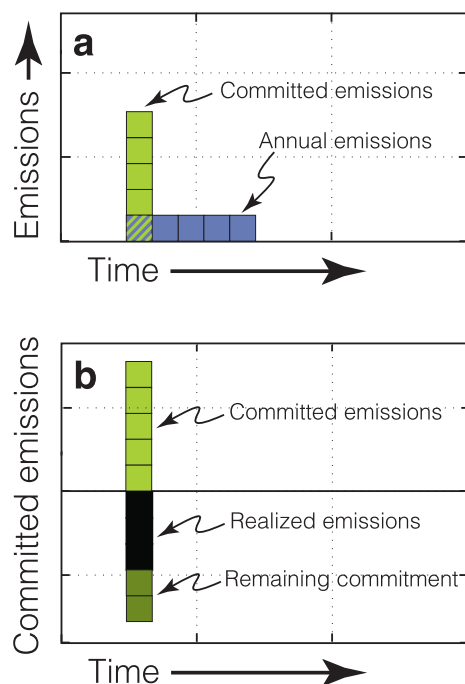 a
Emissions
Committed emissions
Annual emissions
Time
b
Committed emissions
Committed emissions
Realized emissions
Remaining commitment
Time